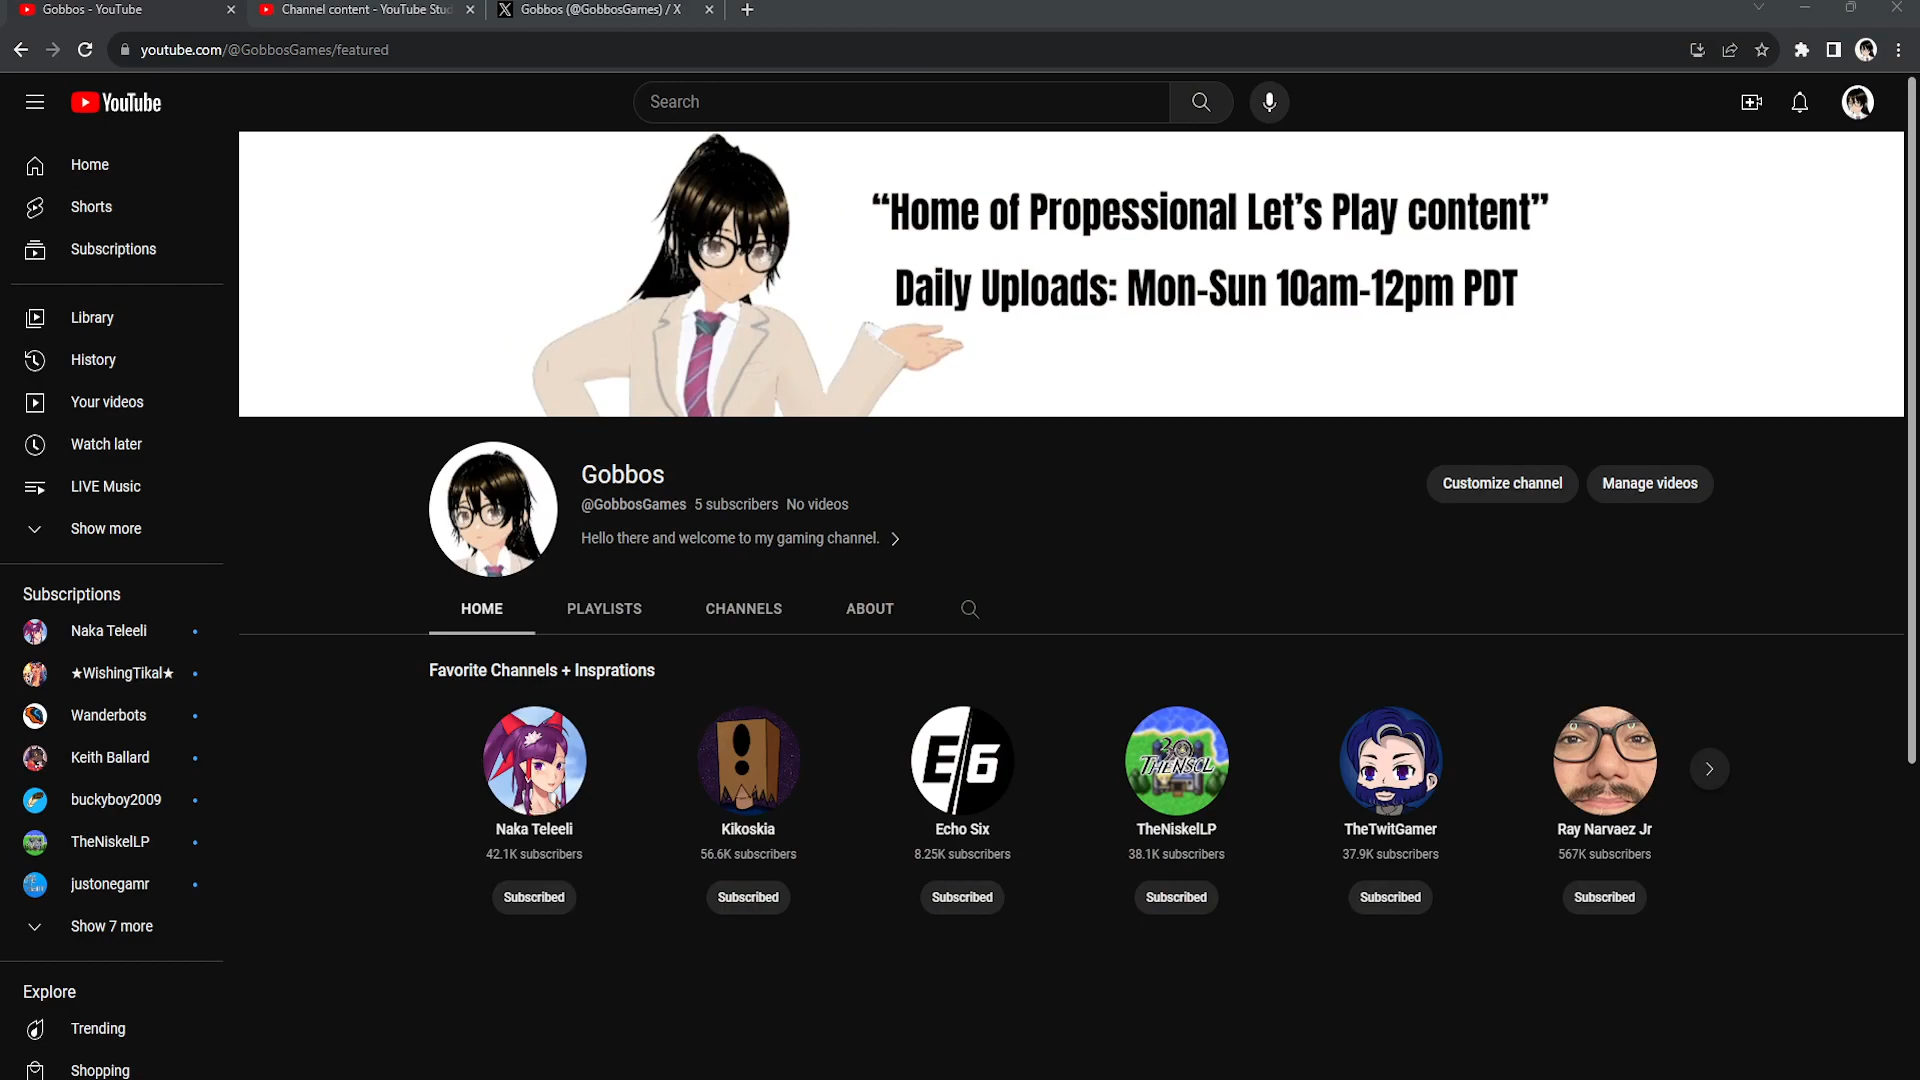 Gobbos - YouTube
Channel content - YouTube Stud
Gobbos (@GobbosGames) / X
youtube.com/@GobbosGames/featured
YouTube
Search
Home
Shorts
Subscriptions
Library
History
Your videos
Watch later
LIVE Music
Show more
Subscriptions
Naka Teleeli
★WishingTikal★
Wanderbots
Keith Ballard
buckyboy2009
TheNiskelLP
justonegamr
Show 7 more
Explore
Trending
Shopping
“Home of Propessional Let’s Play content”
Daily Uploads: Mon-Sun 10am-12pm PDT
Gobbos
@GobbosGames 5 subscribers No videos
Hello there and welcome to my gaming channel.
Customize channel Manage videos
HOME PLAYLISTS CHANNELS ABOUT
Favorite Channels + Insprations
E6 THENSCL
Naka Teleeli Kikoskia Echo Six TheNiskelLP TheTwitGamer Ray Narvaez Jr
42.1K subscribers 56.6K subscribers 8.25K subscribers 38.1K subscribers 37.9K subscribers 567K subscribers
Subscribed Subscribed Subscribed Subscribed Subscribed Subscribed